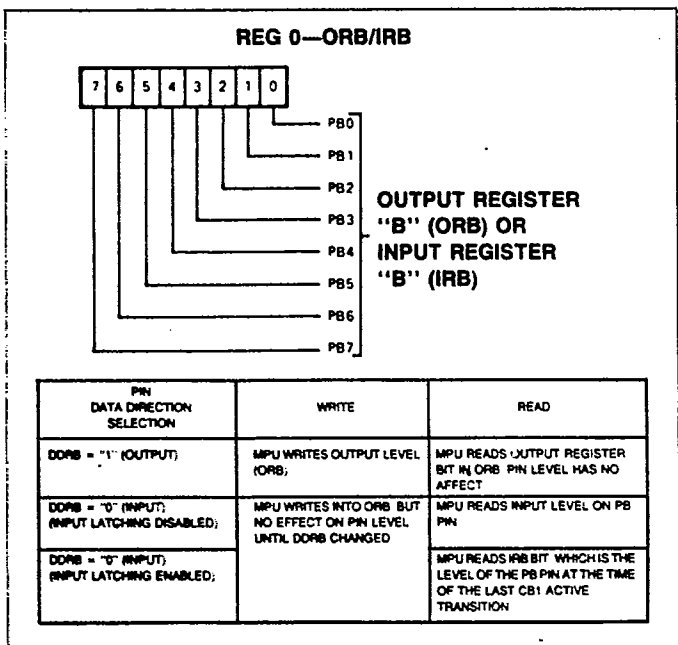 REG 0—ORB/IRB
7 6 5 4 3 2 1 0
PB0
PB1
PB2
PB3
PB4
PB5
PB6
PB7
OUTPUT REGISTER
"B" (ORB) OR
INPUT REGISTER
"B" (IRB)
PIN
DATA DIRECTION
SELECTION
WRITE
READ
DDRB = "1" (OUTPUT)
MPU WRITES OUTPUT LEVEL
(ORB)
MPU READS OUTPUT REGISTER
BIT IN ORB PIN LEVEL HAS NO
AFFECT
DDRB = "0" (INPUT)
(INPUT LATCHING DISABLED)
MPU WRITES INTO ORB BUT
NO EFFECT ON PIN LEVEL
UNTIL DDRB CHANGED
MPU READS INPUT LEVEL ON PB
PIN
DDRB = "0" (INPUT)
(INPUT LATCHING ENABLED)
MPU READS IRB BIT WHICH IS THE
LEVEL OF THE PB PIN AT THE TIME
OF THE LAST CB1 ACTIVE
TRANSITION